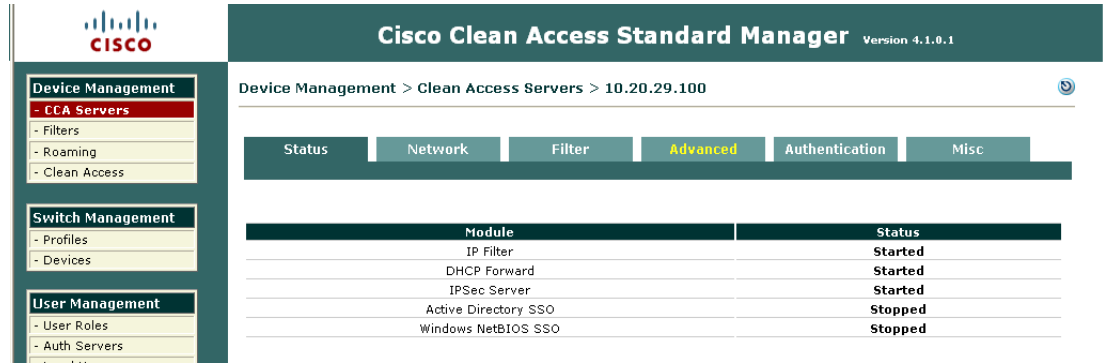 CISCO
Cisco Clean Access Standard Manager Version 4.1.0.1
Device Management
- CCA Servers
- Filters
- Roaming
- Clean Access
Switch Management
- Profiles
- Devices
User Management
- User Roles
- Auth Servers
Device Management > Clean Access Servers > 10.20.29.100
Status Network Filter Advanced Authentication Misc
Module Status
IP Filter Started
DHCP Forward Started
IPSec Server Started
Active Directory SSO Stopped
Windows NetBIOS SSO Stopped